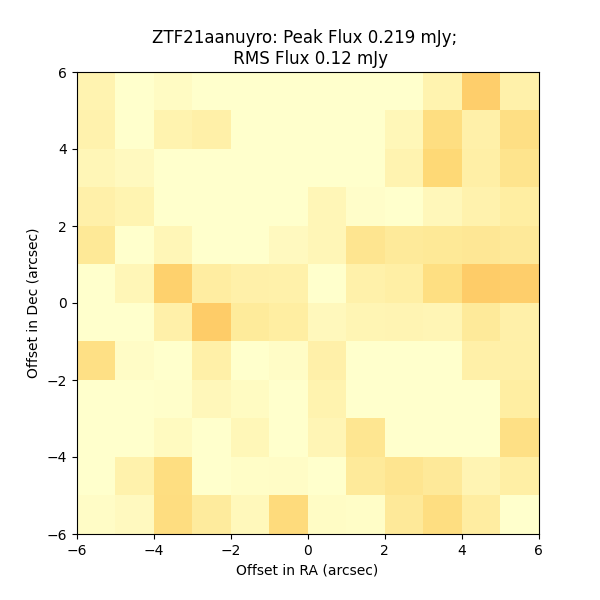 ZTF21aanuyro: Peak Flux 0.219 mJy;
RMS Flux 0.12 mJy
6
4
2
0
−2
−4
−6
Offset in Dec (arcsec)
−6 −4 −2 0 2 4 6
Offset in RA (arcsec)